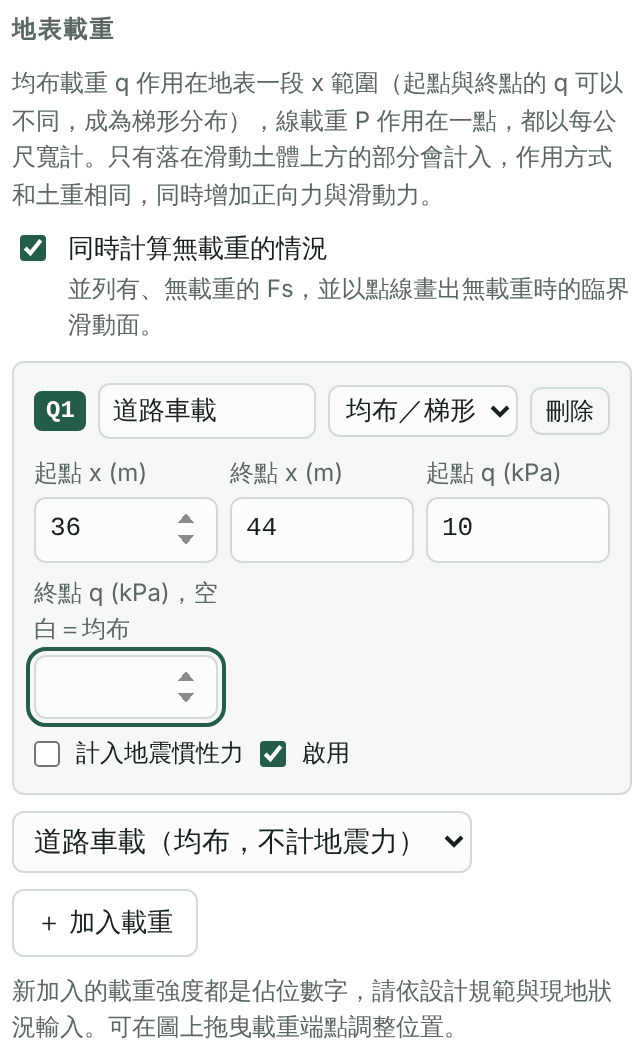 地表載重
均布載重 q 作用在地表一段 x 範圍（起點與終點的 q 可以
不同，成為梯形分布），線載重 P 作用在一點，都以每公
尺寬計。只有落在滑動土體上方的部分會計入，作用方式
和土重相同，同時增加正向力與滑動力。
同時計算無載重的情況
並列有、無載重的 Fs，並以點線畫出無載重時的臨界
滑動面。
Q1 道路車載 均布／梯形 刪除
起點 x (m) 終點 x (m) 起點 q (kPa)
36 44 10
終點 q (kPa)，空
白＝均布
計入地震慣性力 啟用
道路車載（均布，不計地震力）
＋ 加入載重
新加入的載重強度都是佔位數字，請依設計規範與現地狀
況輸入。可在圖上拖曳載重端點調整位置。